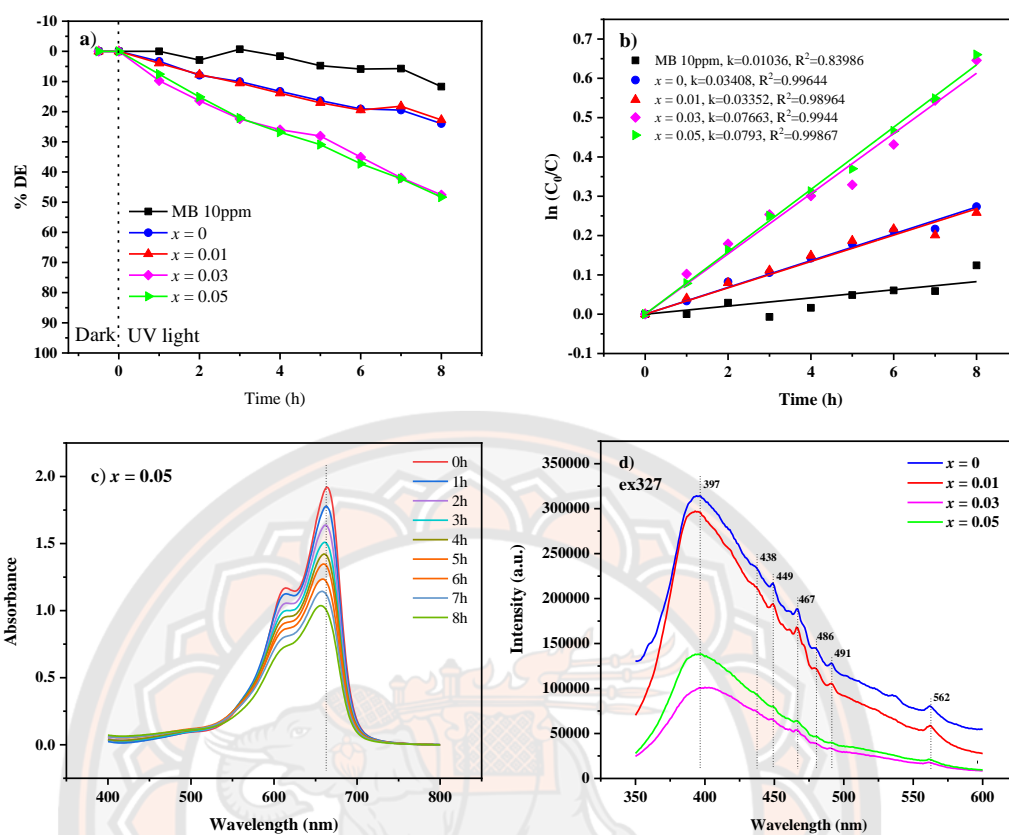 a)
-10
0
10
20
30
40
50
60
70
80
90
100
% DE
MB 10ppm
x = 0
x = 0.01
x = 0.03
x = 0.05
Dark UV light
0 2 4 6 8
Time (h)
b)
0.7
0.6
0.5
0.4
0.3
0.2
0.1
0.0
-0.1
ln (C0/C)
MB 10ppm, k=0.01036, R²=0.83986
x = 0, k=0.03408, R²=0.99644
x = 0.01, k=0.03352, R²=0.98964
x = 0.03, k=0.07663, R²=0.9944
x = 0.05, k=0.0793, R²=0.99867
0 1 2 3 4 5 6 7 8
Time (h)
c) x = 0.05
2.0
1.5
1.0
0.5
0.0
Absorbance
0h
1h
2h
3h
4h
5h
6h
7h
8h
400 500 600 700 800
Wavelength (nm)
d)
ex327
350000
300000
250000
200000
150000
100000
50000
0
Intensity (a.u.)
x = 0
x = 0.01
x = 0.03
x = 0.05
397
438
449
467
486
491
562
350 400 450 500 550 600
Wavelength (nm)